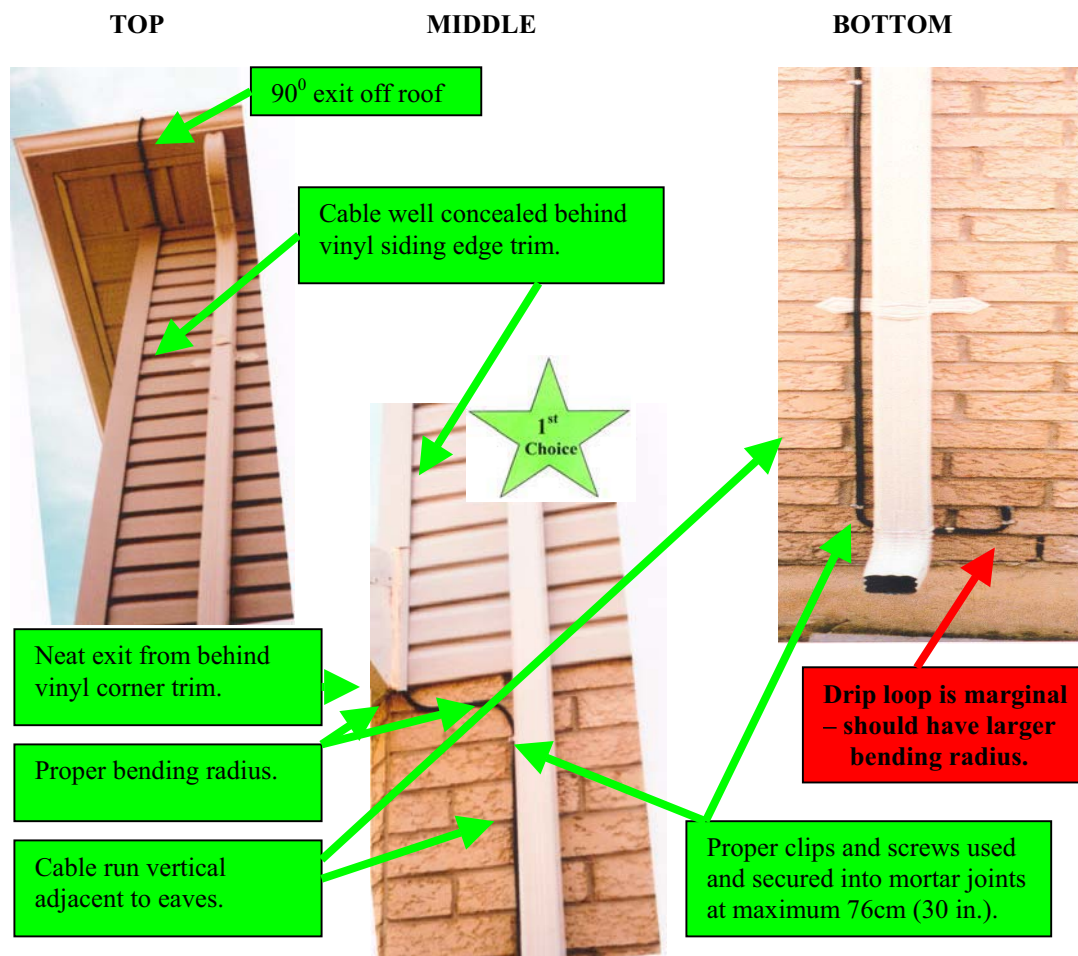 TOP
MIDDLE
BOTTOM
90⁰ exit off roof
Cable well concealed behind
vinyl siding edge trim.
1st
Choice
Neat exit from behind
vinyl corner trim.
Proper bending radius.
Cable run vertical
adjacent to eaves.
Drip loop is marginal
– should have larger
bending radius.
Proper clips and screws used
and secured into mortar joints
at maximum 76cm (30 in.).